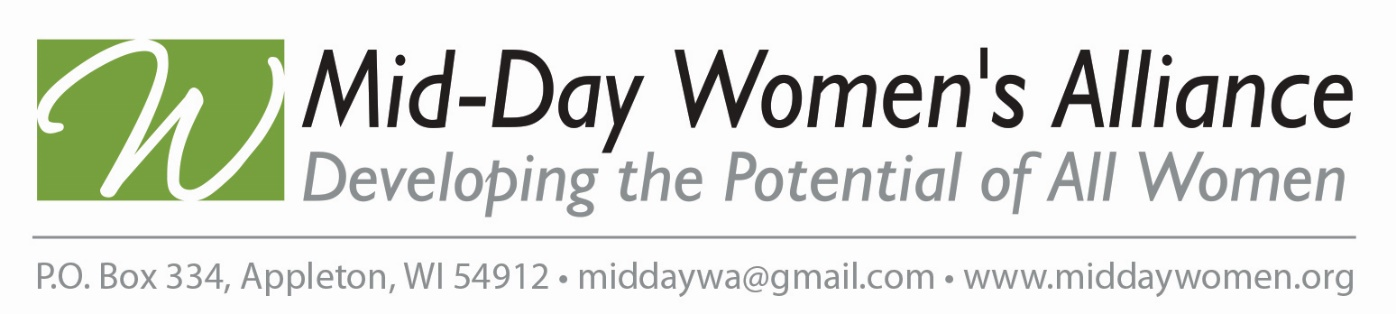 W
Mid-Day Women's Alliance
Developing the Potential of All Women
P.O. Box 334, Appleton, WI 54912 • middaywa@gmail.com • www.middaywomen.org